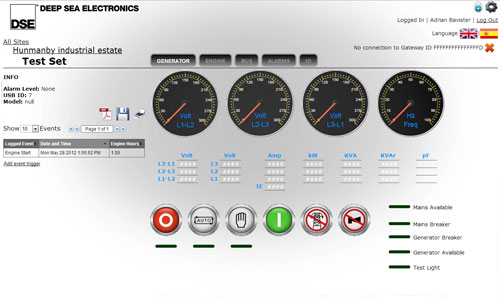 DSE DEEP SEA ELECTRONICS
Logged In | Adrian Bavister | Log Out
Language
All Sites
Hunmanby industrial estate
Test Set
No connection to Gateway ID FFFFFFFFFFFFFD
GENERATOR ENGINE BUS ALARMS IO
INFO
Alarm Level: None
USB ID: 7
Model: null
Show 10 Events Page 1 of 1
Logged Event Date and Time Engine Hours
Engine Start Mon May 28 2012 1:05:52 PM 1.00
Add event trigger
Volt
L1-L2
Volt
L2-L3
Volt
L3-L1
Hz
Freq
Volt Volt Amp kW KVA KVAr pf
L3-L1 L3
L2-L3 L2
L1-L2 L1
AUTO
Mains Available
Mains Breaker
Generator Breaker
Generator Available
Test Light